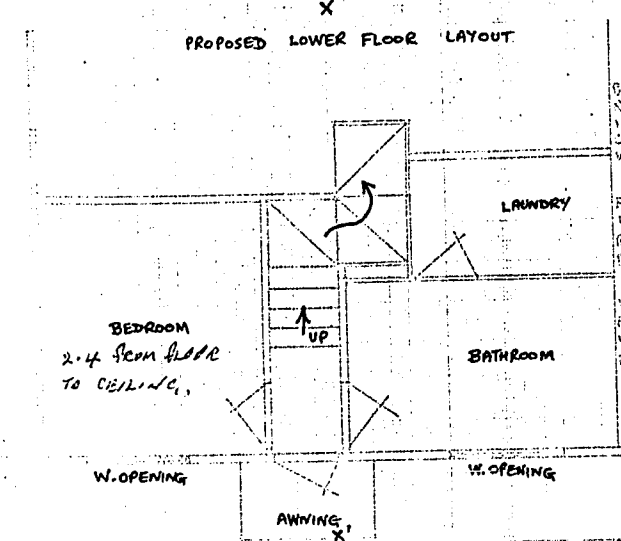 X
PROPOSED LOWER FLOOR LAYOUT
LAUNDRY
BEDROOM
2.4 FROM FLOOR
TO CEILING,
UP
BATHROOM
W.OPENING
W.OPENING
AWNING
X'